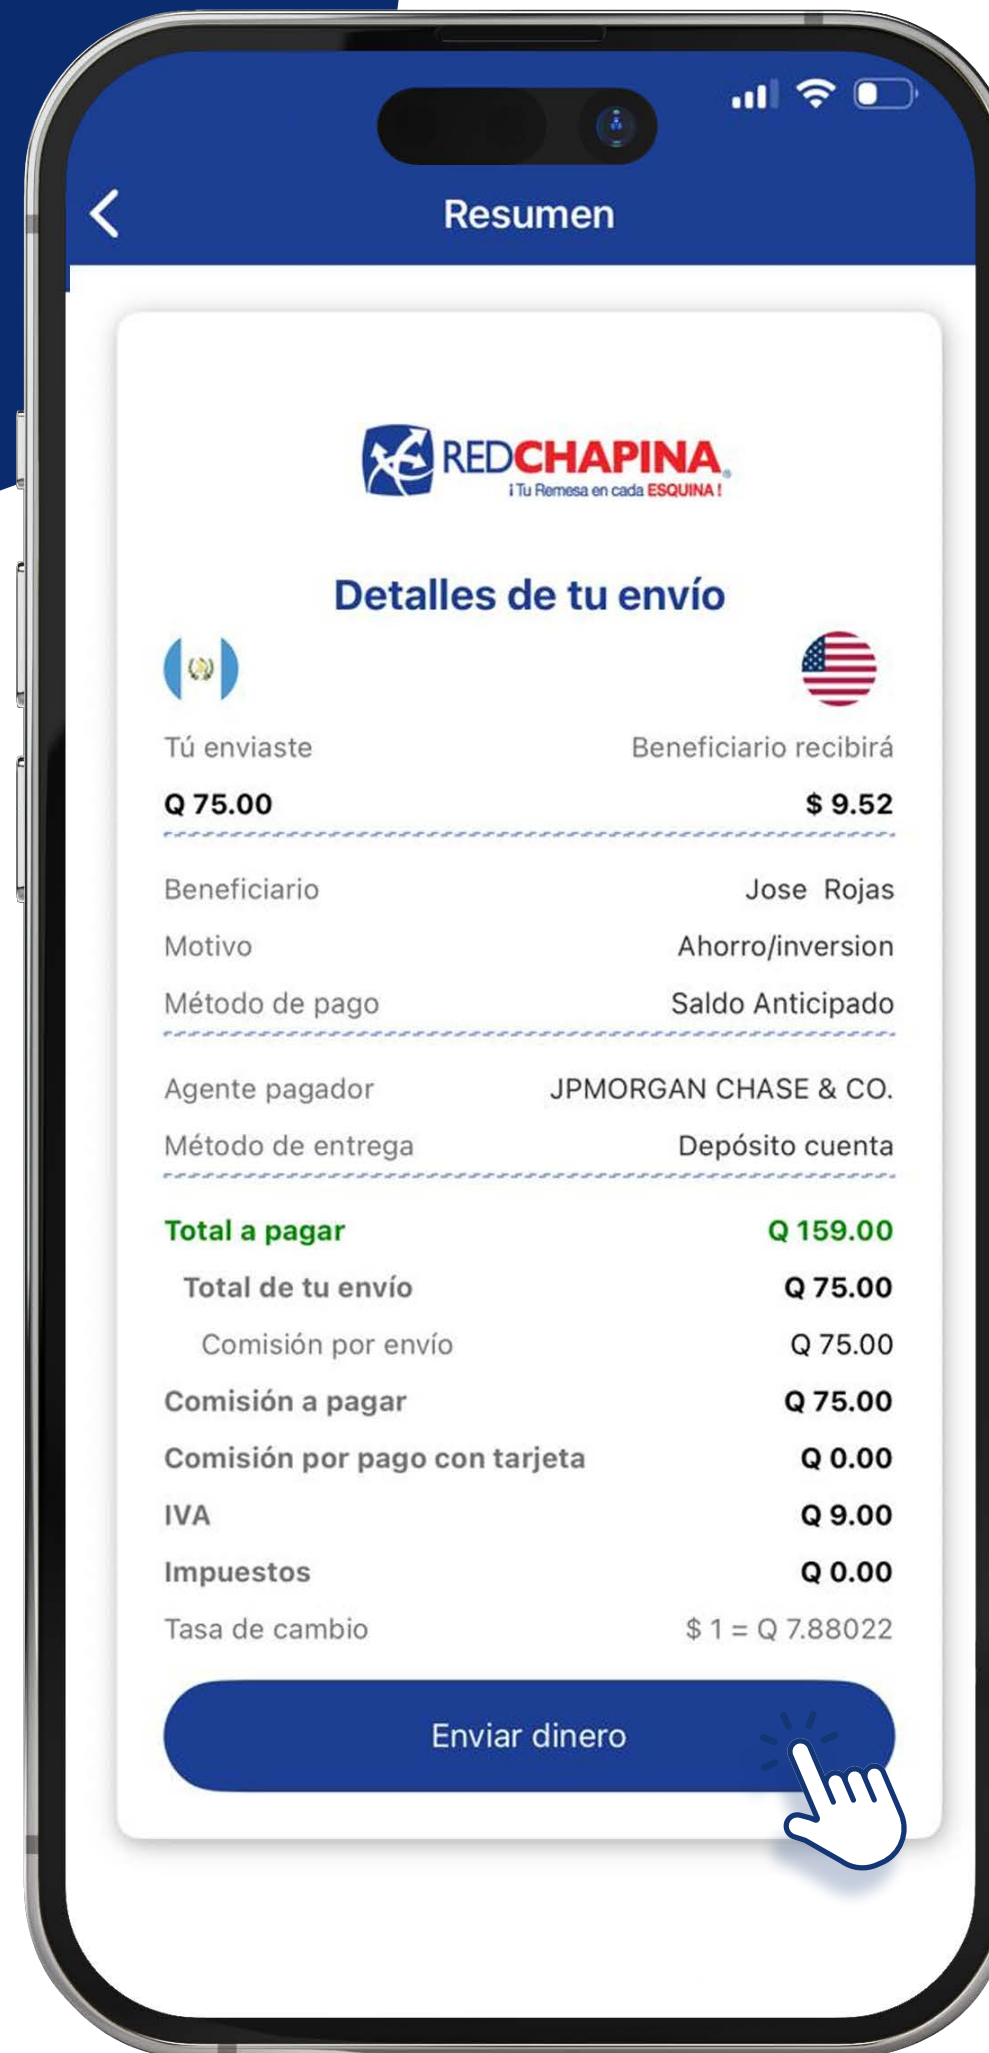 Resumen
REDCHAPINA®
¡Tu Remesa en cada ESQUINA!
Detalles de tu envío
Tú enviaste Beneficiario recibirá
Q 75.00 $ 9.52
Beneficiario Jose Rojas
Motivo Ahorro/inversion
Método de pago Saldo Anticipado
Agente pagador JPMORGAN CHASE & CO.
Método de entrega Depósito cuenta
Total a pagar Q 159.00
Total de tu envío Q 75.00
Comisión por envío Q 75.00
Comisión a pagar Q 75.00
Comisión por pago con tarjeta Q 0.00
IVA Q 9.00
Impuestos Q 0.00
Tasa de cambio $ 1 = Q 7.88022
Enviar dinero